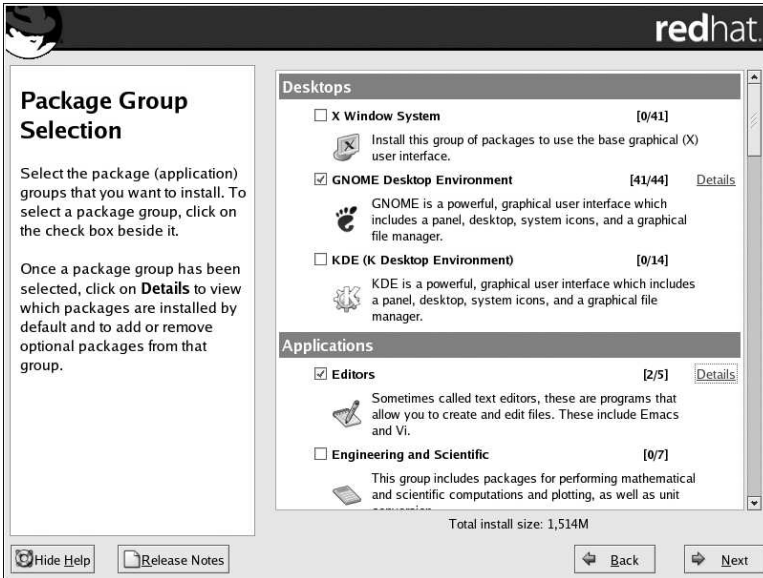 redhat.
Package Group
Selection
Select the package (application)
groups that you want to install. To
select a package group, click on
the check box beside it.
Once a package group has been
selected, click on Details to view
which packages are installed by
default and to add or remove
optional packages from that
group.
Desktops
X Window System [0/41]
Install this group of packages to use the base graphical (X)
user interface.
GNOME Desktop Environment [41/44] Details
GNOME is a powerful, graphical user interface which
includes a panel, desktop, system icons, and a graphical
file manager.
KDE (K Desktop Environment) [0/14]
KDE is a powerful, graphical user interface which includes
a panel, desktop, system icons, and a graphical file
manager.
Applications
Editors [2/5] Details
Sometimes called text editors, these are programs that
allow you to create and edit files. These include Emacs
and Vi.
Engineering and Scientific [0/7]
This group includes packages for performing mathematical
and scientific computations and plotting, as well as unit
Total install size: 1,514M
Hide Help
Release Notes
Back
Next